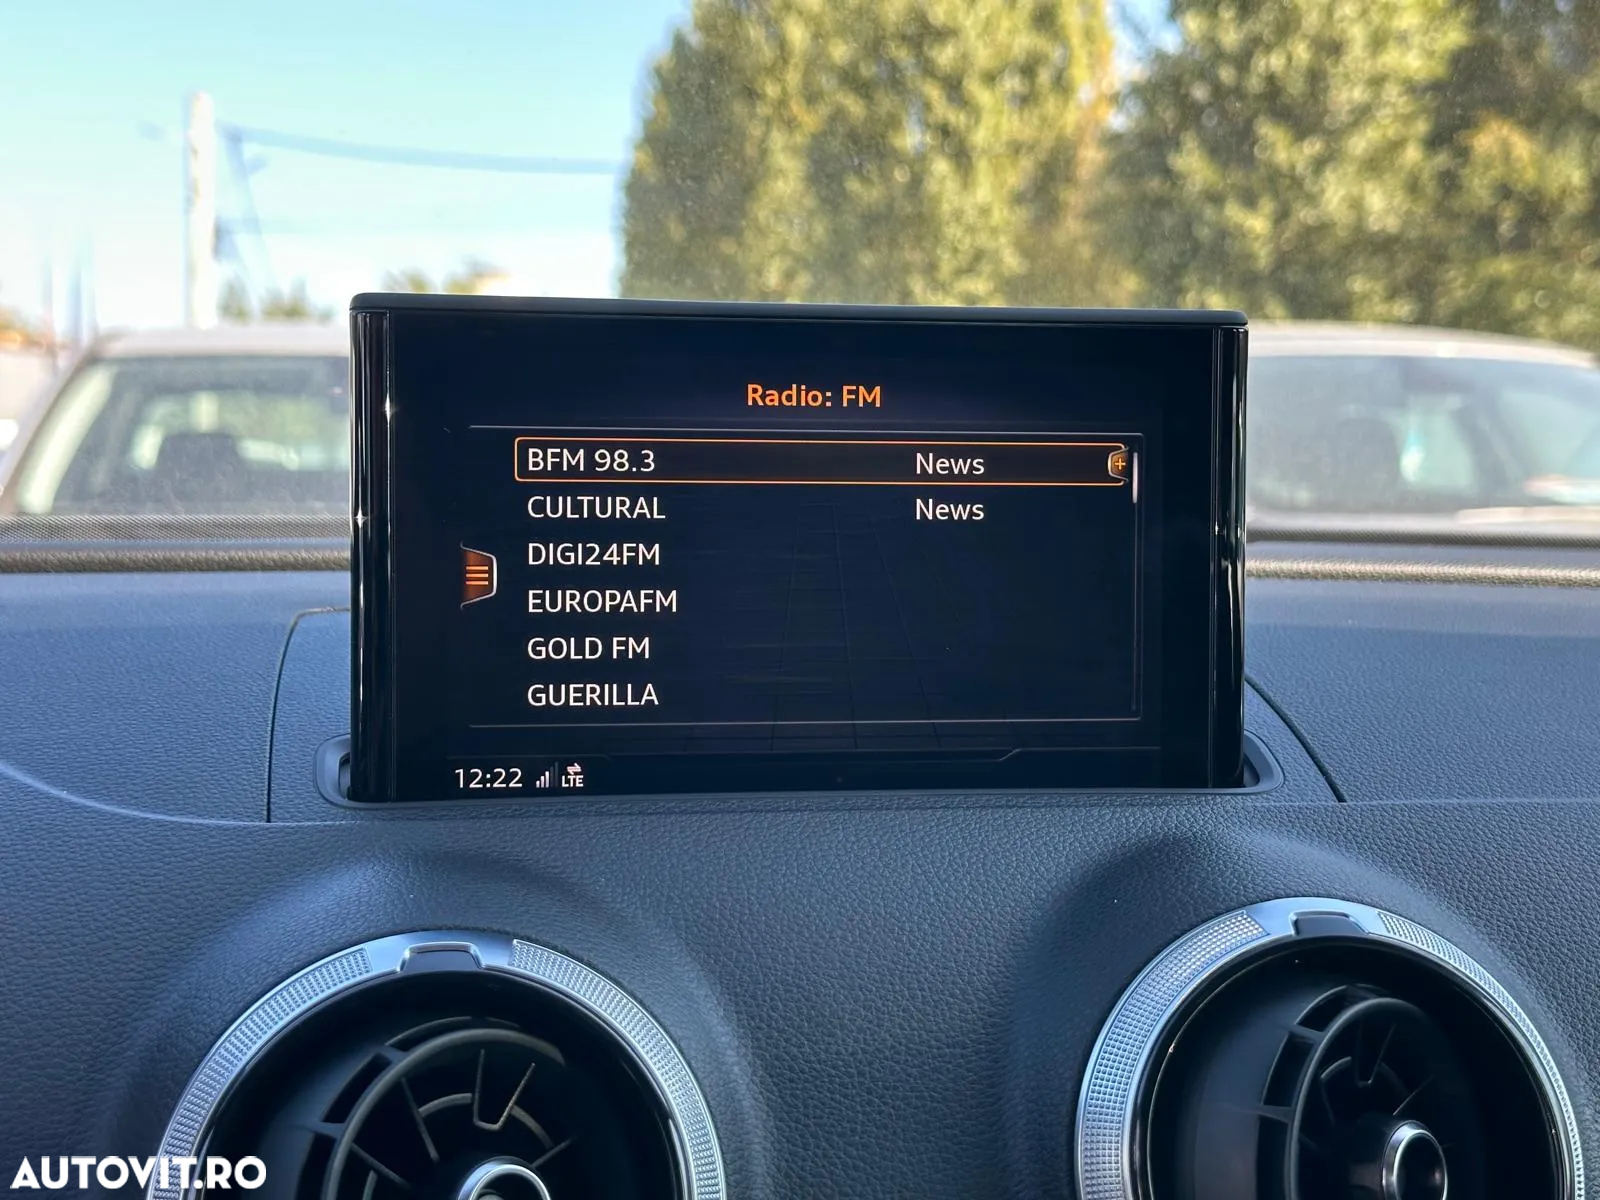 Radio: FM
BFM 98.3 News
CULTURAL News
DIGI24FM
EUROPAFM
GOLD FM
GUERILLA
12:22 LTE
AUTOVIT.RO